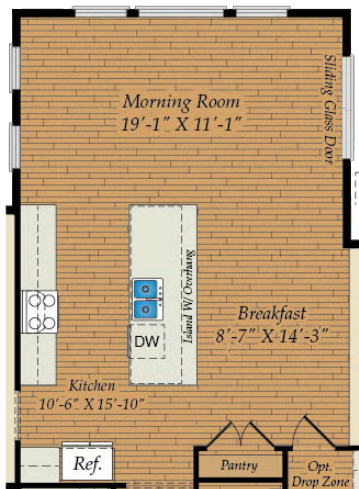 Morning Room
19'-1" X 11'-1"
Sliding Glass Door
Island W/ Overhang
DW
Breakfast
8'-7" X 14'-3"
Kitchen
10'-6" X 15'-10"
Ref.
Pantry
Opt.
Drop Zone